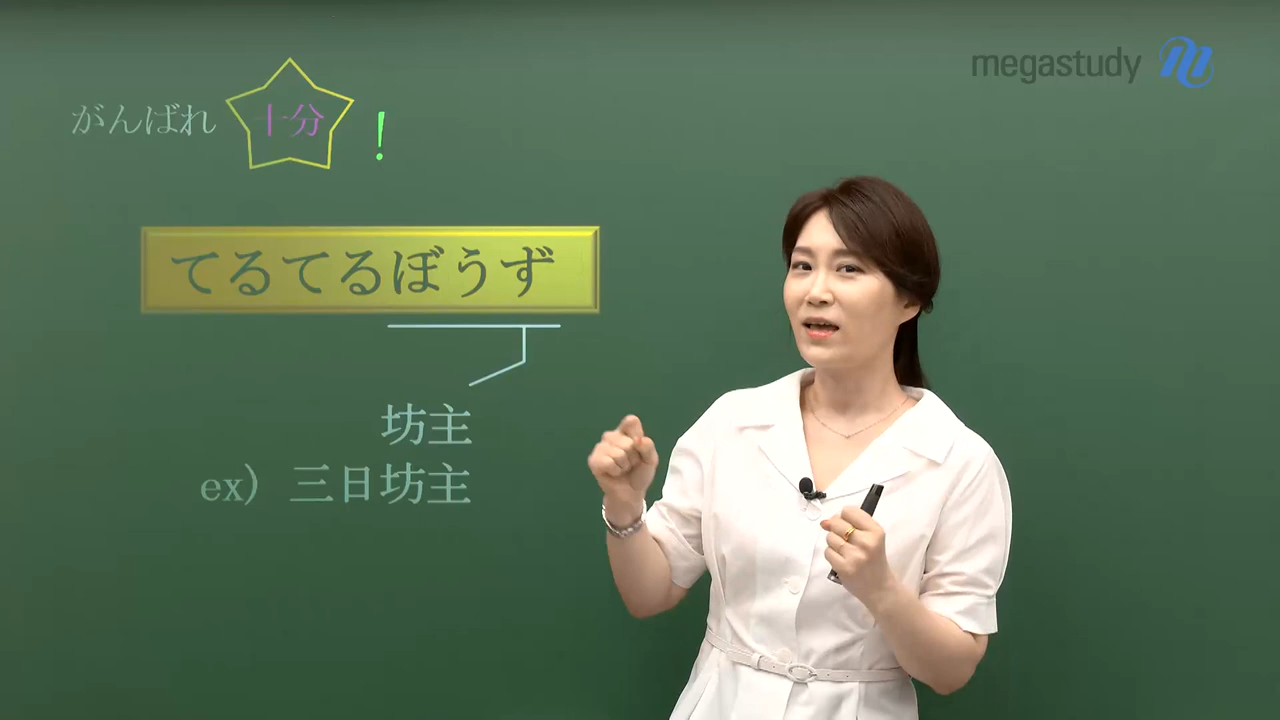 megastudy
がんばれ 十分 !
てるてるぼうず
坊主
ex) 三日坊主